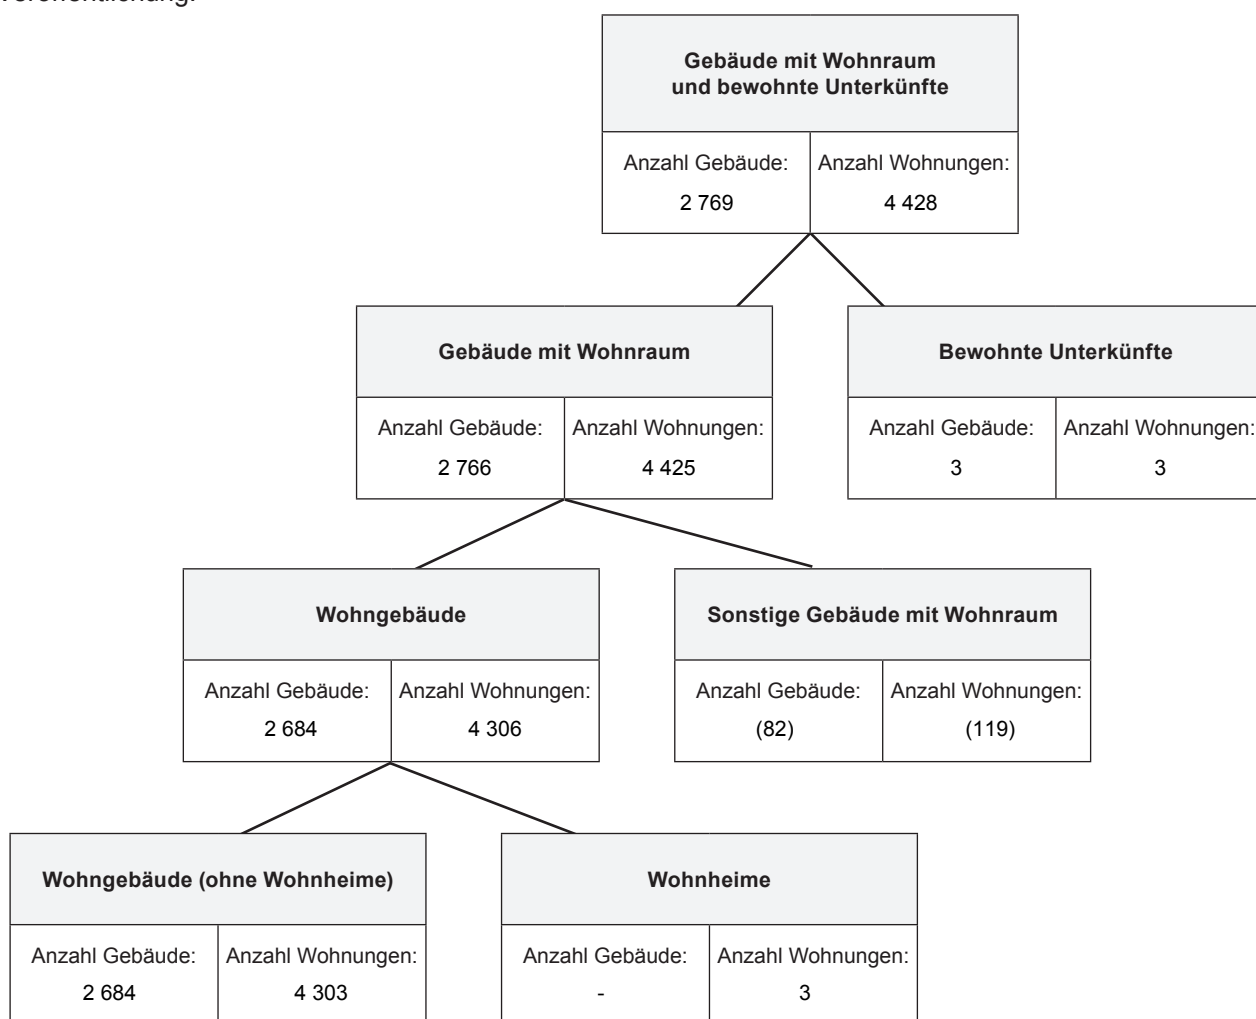 Veröffentlichung.
Gebäude mit Wohnraum
und bewohnte Unterkünfte
Anzahl Gebäude: Anzahl Wohnungen:
2 769 4 428
Gebäude mit Wohnraum Bewohnte Unterkünfte
Anzahl Gebäude: Anzahl Wohnungen: Anzahl Gebäude: Anzahl Wohnungen:
2 766 4 425 3 3
Wohngebäude Sonstige Gebäude mit Wohnraum
Anzahl Gebäude: Anzahl Wohnungen: Anzahl Gebäude: Anzahl Wohnungen:
2 684 4 306 (82) (119)
Wohngebäude (ohne Wohnheime) Wohnheime
Anzahl Gebäude: Anzahl Wohnungen: Anzahl Gebäude: Anzahl Wohnungen:
2 684 4 303 - 3